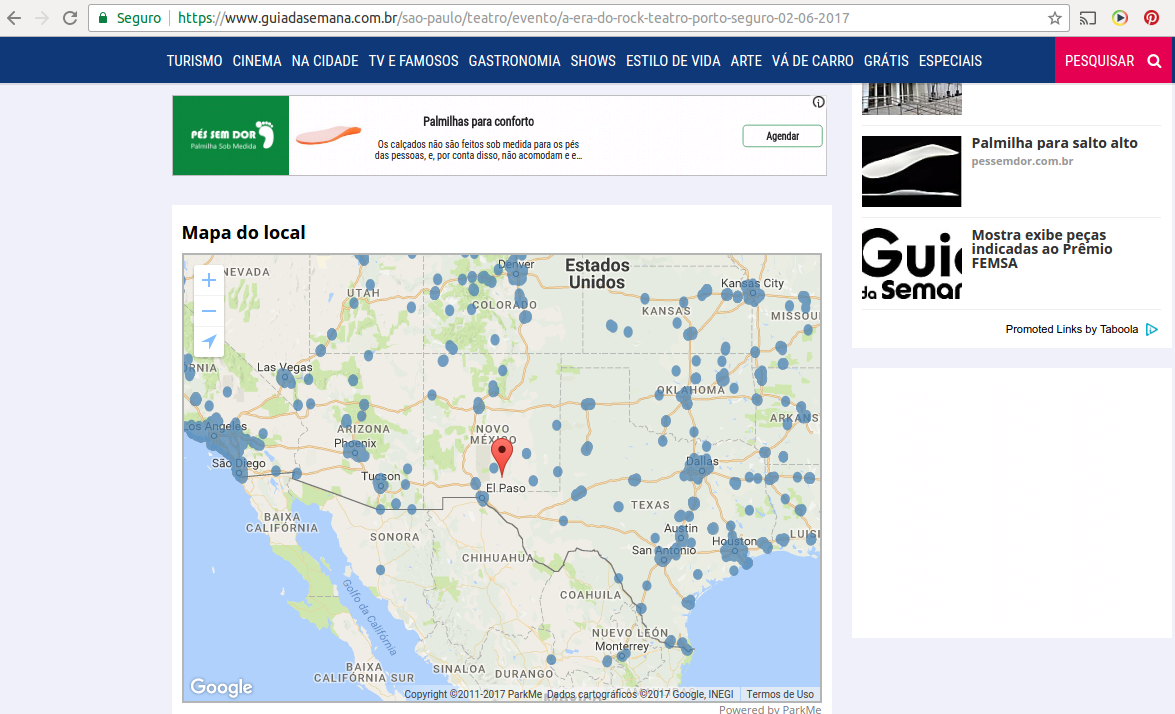 Seguro
https://www.guiadasemana.com.br/sao-paulo/teatro/evento/a-era-do-rock-teatro-porto-seguro-02-06-2017
TURISMO CINEMA NA CIDADE TV E FAMOSOS GASTRONOMIA SHOWS ESTILO DE VIDA ARTE VÁ DE CARRO GRÁTIS ESPECIAIS
PESQUISAR
PÉS SEM DOR
Palmilha Sob Medida
Palmilhas para conforto
Os calçados não são feitos sob medida para os pés
das pessoas, e, por conta disso, não acomodam e e...
Agendar
Mapa do local
NEVADA
UTAH
Denver
COLORADO
Estados
Unidos
Kansas City
KANSAS
MISSOU
RNIA
Las Vegas
OKLAHOMA
ARKANS
Los Angeles
ARIZONA
Phoenix
NOVO
MÉXICO
São Diego
Tucson
El Paso
Dallas
TEXAS
BAIXA
CALIFÓRNIA
SONORA
Austin
Houston
LOUISI
San Antonio
CHIHUAHUA
COAHUILA
Golfo da Califórnia
NUEVO LEÓN
Monterrey
BAIXA
CALIFÓRNIA SUR
SINALOA
DURANGO
Google
Copyright ©2011-2017 ParkMe Dados cartográficos ©2017 Google, INEGI
Termos de Uso
Powered by ParkMe
Palmilha para salto alto
pessemdor.com.br
Guia
da Semar
Mostra exibe peças
indicadas ao Prêmio
FEMSA
Promoted Links by Taboola